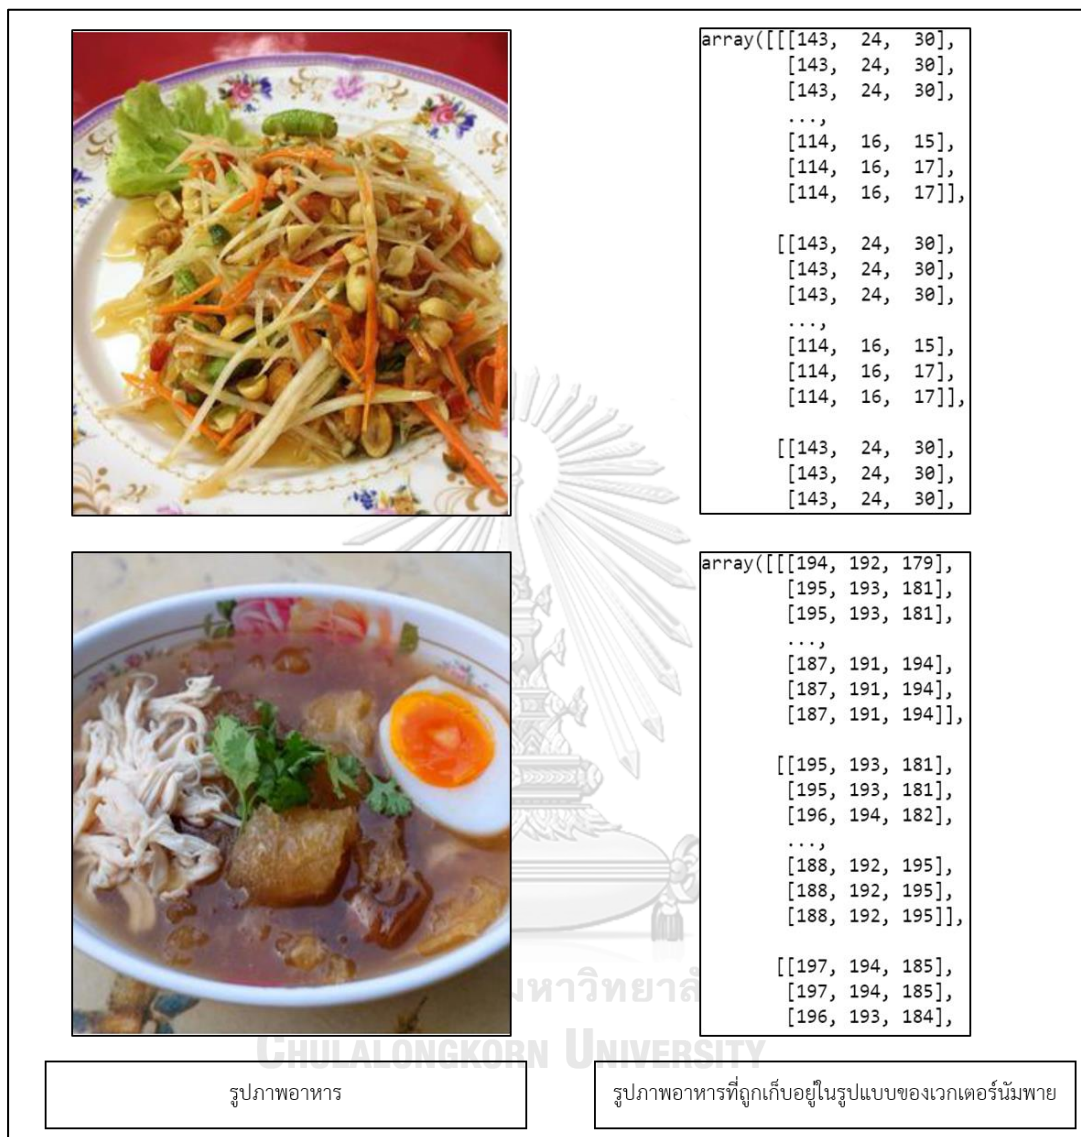 array([[[143, 24, 30],
[143, 24, 30],
[143, 24, 30],
...,
[114, 16, 15],
[114, 16, 17],
[114, 16, 17]],
[[143, 24, 30],
[143, 24, 30],
[143, 24, 30],
...,
[114, 16, 15],
[114, 16, 17],
[114, 16, 17]],
[[143, 24, 30],
[143, 24, 30],
[143, 24, 30],
array([[[194, 192, 179],
[195, 193, 181],
[195, 193, 181],
...,
[187, 191, 194],
[187, 191, 194],
[187, 191, 194]],
[[195, 193, 181],
[195, 193, 181],
[196, 194, 182],
...,
[188, 192, 195],
[188, 192, 195],
[188, 192, 195]],
[[197, 194, 185],
[197, 194, 185],
[196, 193, 184],
CHULALONGKORN UNIVERSITY
รูปภาพอาหาร
รูปภาพอาหารที่ถูกเก็บอยู่ในรูปแบบของเวกเตอร์นัมพาย